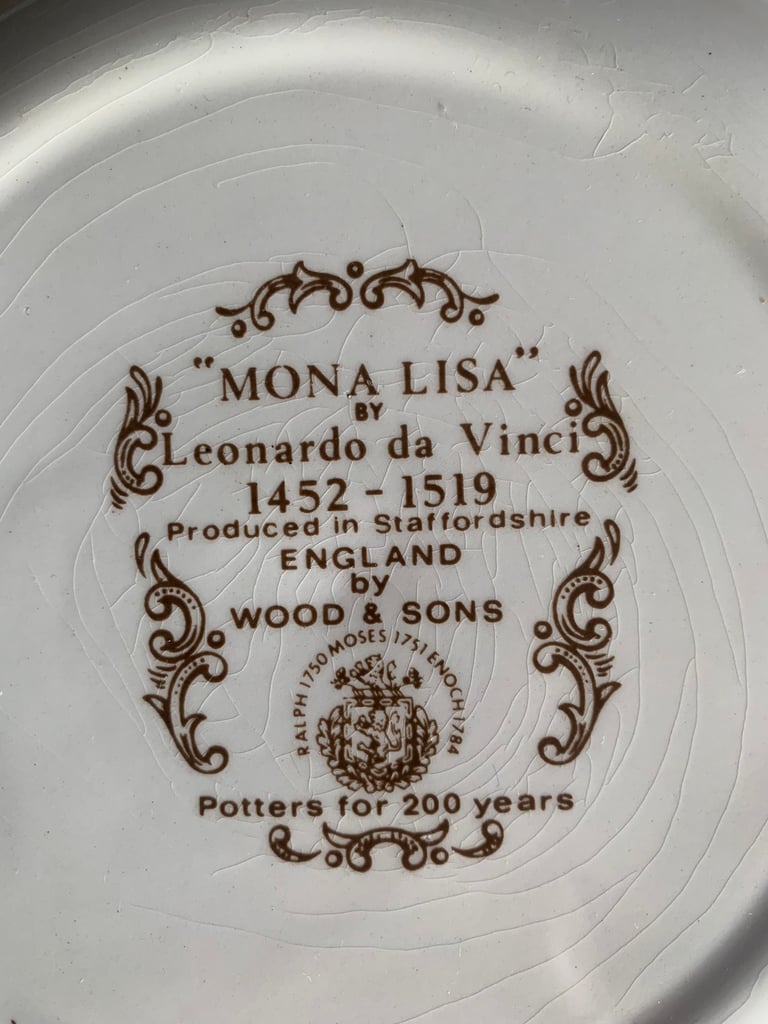 "MONA LISA"
BY
Leonardo da Vinci
1452 - 1519
Produced in Staffordshire
ENGLAND
by
WOOD & SONS
RALPH 1750 MOSES 1751 ENOCH 1784
Potters for 200 years